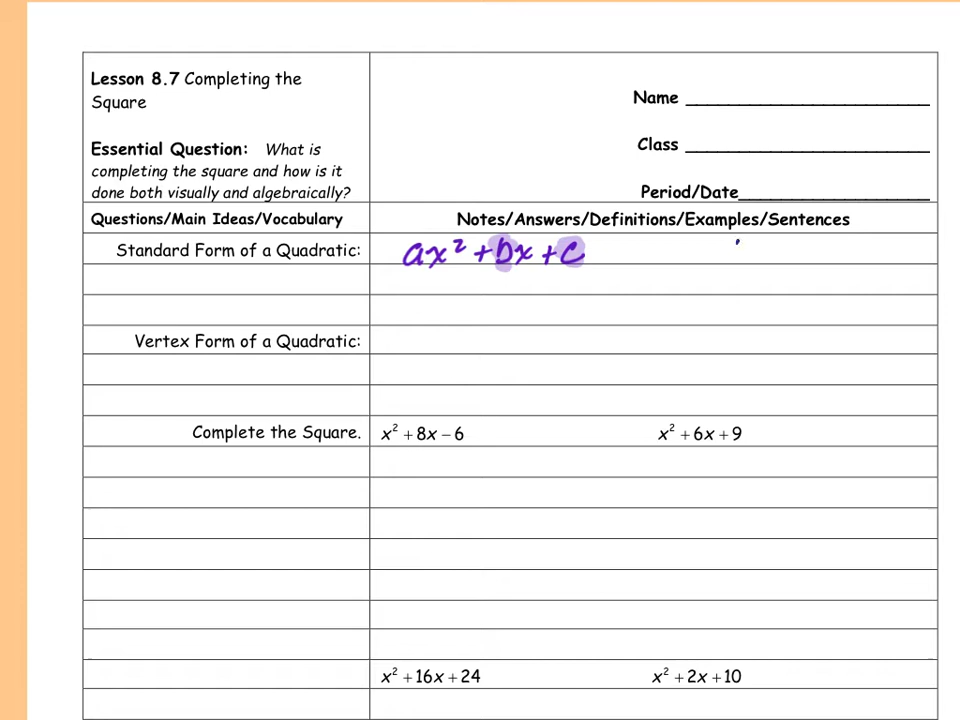 Lesson 8.7 Completing the
Square
Name ________________________
Essential Question: What is
completing the square and how is it
done both visually and algebraically?
Class ________________________
Period/Date___________________
Questions/Main Ideas/Vocabulary
Notes/Answers/Definitions/Examples/Sentences
Standard Form of a Quadratic: ax² + bx + c
Vertex Form of a Quadratic:
Complete the Square. x² + 8x − 6 x² + 6x + 9
x² + 16x + 24 x² + 2x + 10